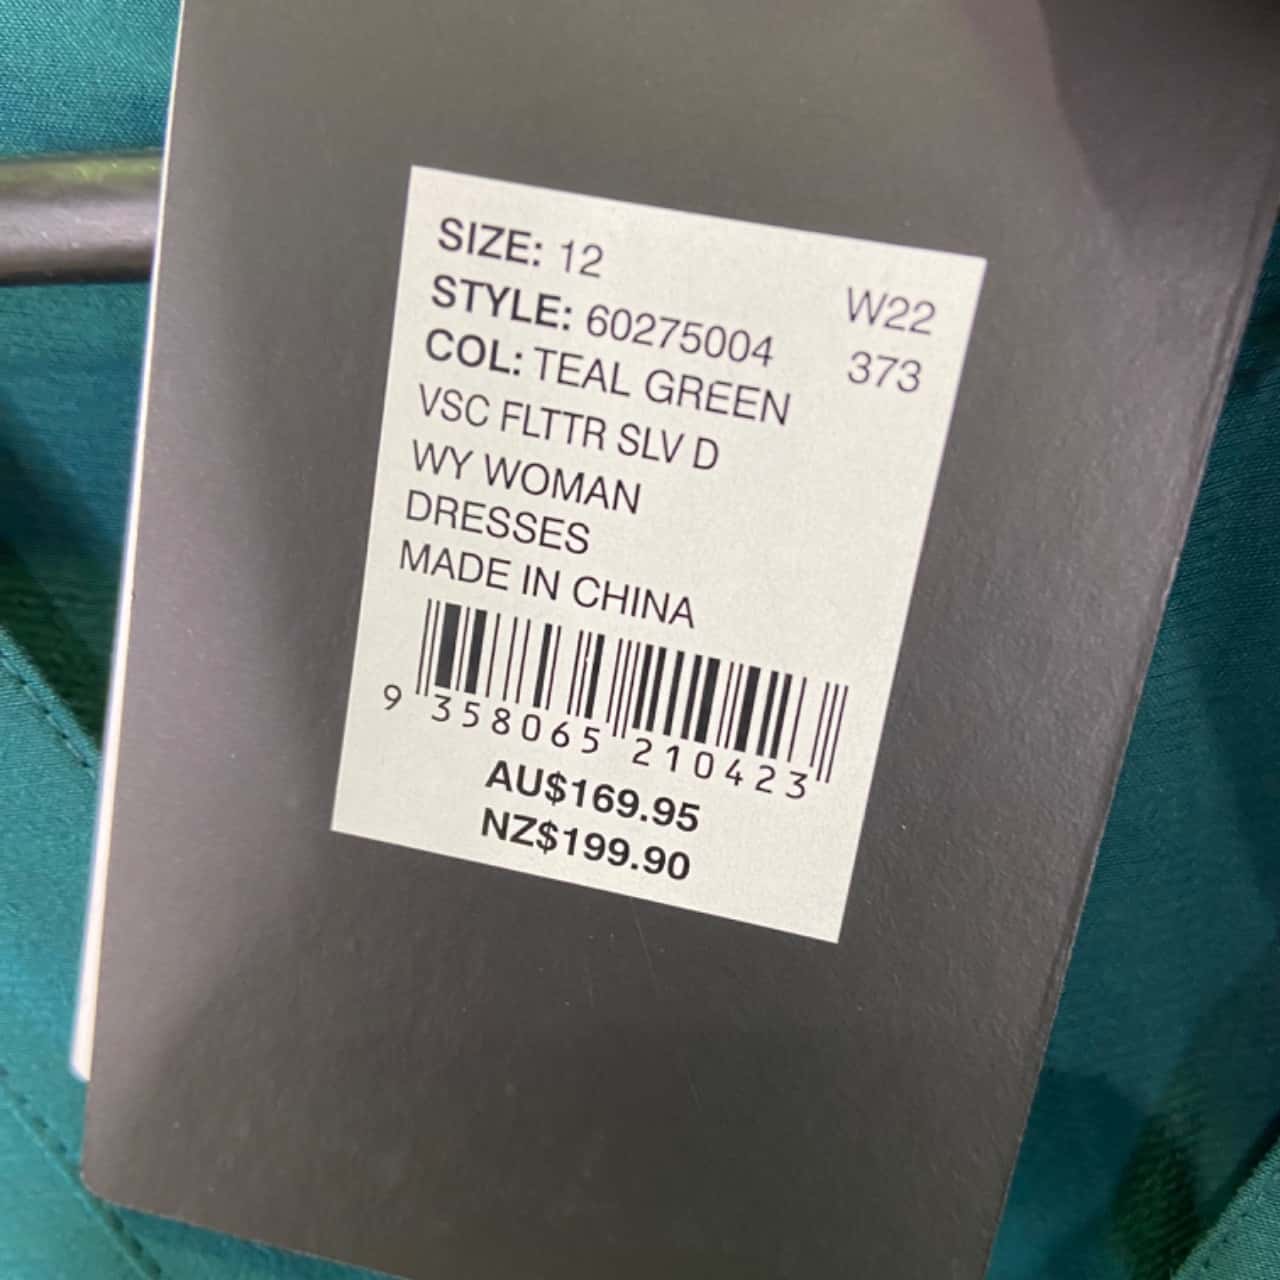 SIZE: 12
W22
STYLE: 60275004
373
COL: TEAL GREEN
VSC FLTTR SLV D
WY WOMAN
DRESSES
MADE IN CHINA
9 358065 210423
AU$169.95
NZ$199.90